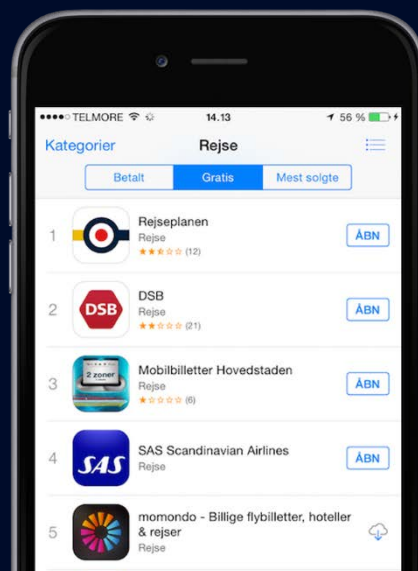 TELMORE 14.13 56 %
Kategorier Rejse
Betalt Gratis Mest solgte
1 Rejseplanen
Rejse
(12)
ÅBN
2 DSB DSB
Rejse
(21)
ÅBN
3 2 zoner Mobilbilletter Hovedstaden
Rejse
(6)
ÅBN
4 SAS SAS Scandinavian Airlines
Rejse
ÅBN
5 momondo - Billige flybilletter, hoteller
& rejser
Rejse